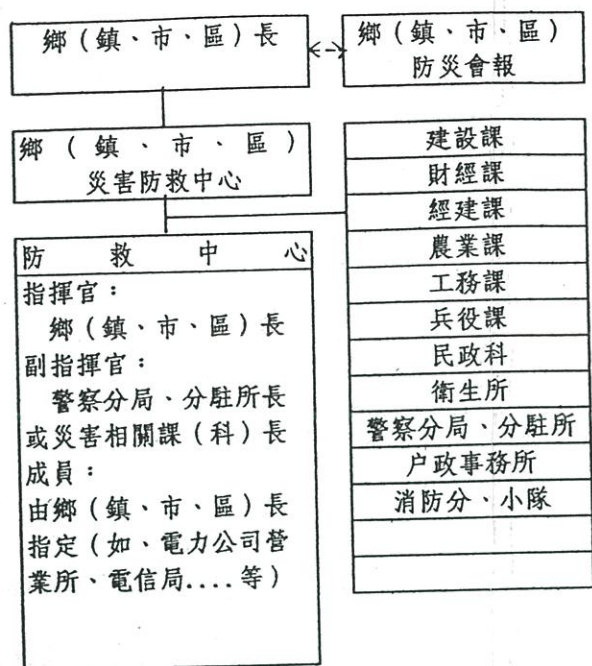 鄉(鎮、市、區)長
鄉(鎮、市、區)
防災會報
鄉(鎮、市、區)
災害防救中心
防救中心
指揮官：
鄉(鎮、市、區)長
副指揮官：
警察分局、分駐所長
或災害相關課(科)長
成員：
由鄉(鎮、市、區)長
指定(如、電力公司營
業所、電信局....等)
建設課
財經課
經建課
農業課
工務課
兵役課
民政科
衛生所
警察分局、分駐所
戶政事務所
消防分、小隊